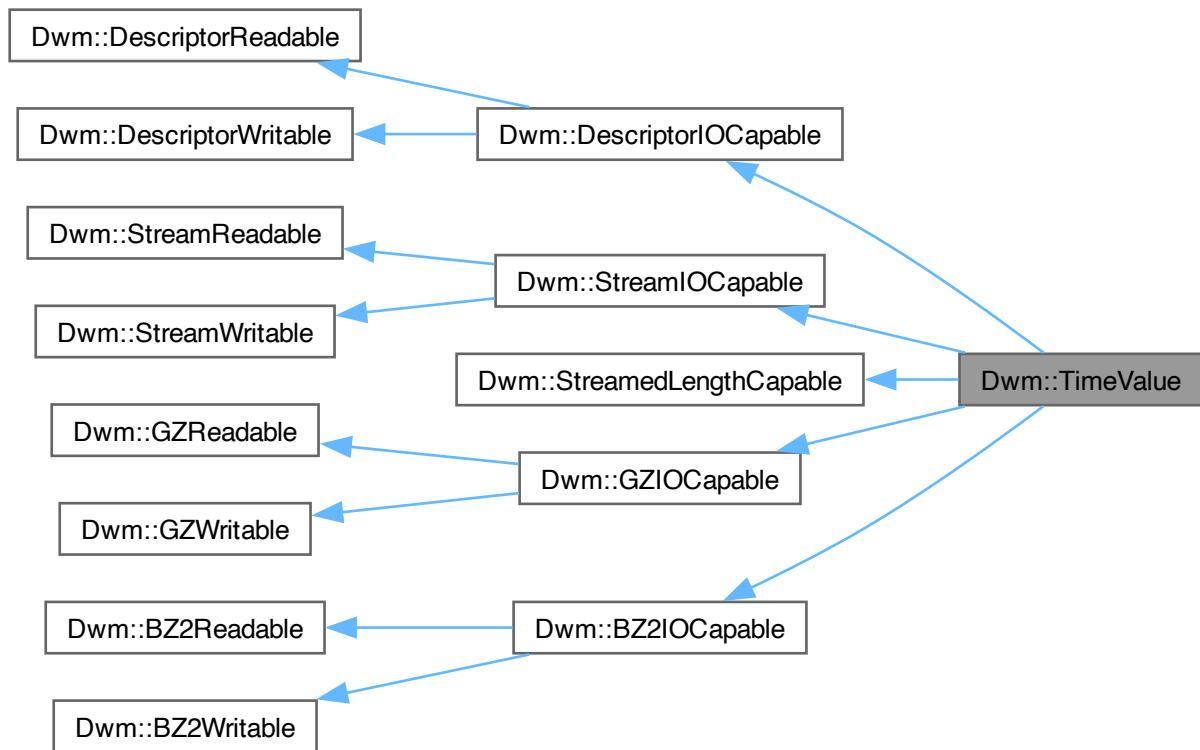 Dwm::DescriptorReadable
Dwm::DescriptorWritable
Dwm::DescriptorIOCapable
Dwm::StreamReadable
Dwm::StreamIOCapable
Dwm::StreamWritable
Dwm::StreamedLengthCapable
Dwm::TimeValue
Dwm::GZReadable
Dwm::GZIOCapable
Dwm::GZWritable
Dwm::BZ2Readable
Dwm::BZ2IOCapable
Dwm::BZ2Writable